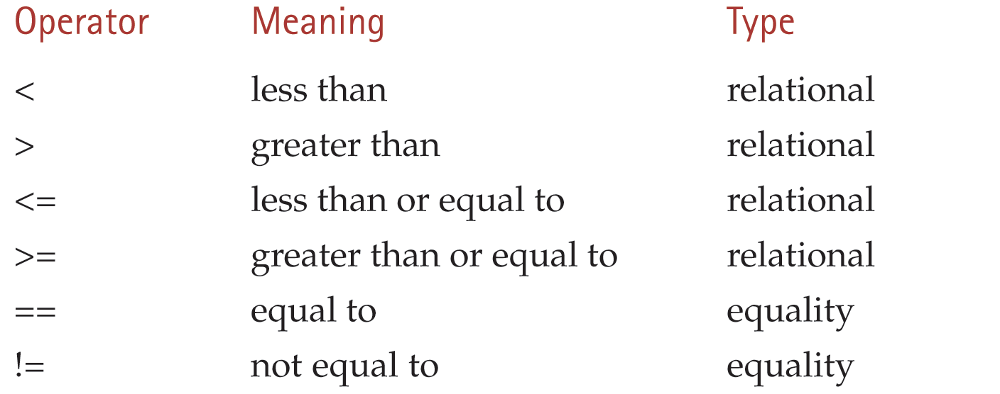 Operator Meaning Type
< less than relational
> greater than relational
<= less than or equal to relational
>= greater than or equal to relational
== equal to equality
!= not equal to equality